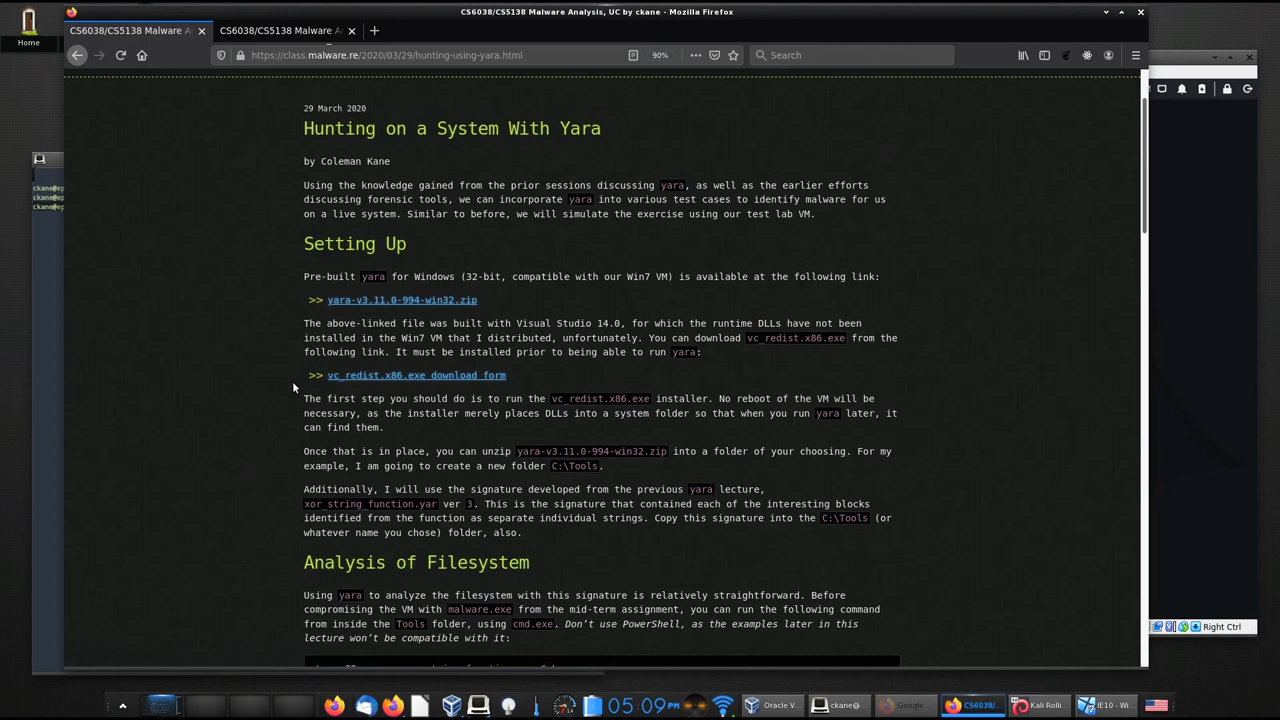 CS6038/CS5138 Malware Analysis, UC by ckane - Mozilla Firefox
Home
CS6038/CS5138 Malware A
CS6038/CS5138 Malware A
https://class.malware.re/2020/03/29/hunting-using-yara.html
90%
Search
29 March 2020
Hunting on a System With Yara
by Coleman Kane
Using the knowledge gained from the prior sessions discussing yara, as well as the earlier efforts
discussing forensic tools, we can incorporate yara into various test cases to identify malware for us
on a live system. Similar to before, we will simulate the exercise using our test lab VM.
ckane@ep
ckane@ep
ckane@ep
Setting Up
Pre-built yara for Windows (32-bit, compatible with our Win7 VM) is available at the following link:
>> yara-v3.11.0-994-win32.zip
The above-linked file was built with Visual Studio 14.0, for which the runtime DLLs have not been
installed in the Win7 VM that I distributed, unfortunately. You can download vc_redist.x86.exe from the
following link. It must be installed prior to being able to run yara:
>> vc_redist.x86.exe download form
The first step you should do is to run the vc_redist.x86.exe installer. No reboot of the VM will be
necessary, as the installer merely places DLLs into a system folder so that when you run yara later, it
can find them.
Once that is in place, you can unzip yara-v3.11.0-994-win32.zip into a folder of your choosing. For my
example, I am going to create a new folder C:\Tools.
Additionally, I will use the signature developed from the previous yara lecture,
xor_string_function.yar ver 3. This is the signature that contained each of the interesting blocks
identified from the function as separate individual strings. Copy this signature into the C:\Tools (or
whatever name you chose) folder, also.
Analysis of Filesystem
Using yara to analyze the filesystem with this signature is relatively straightforward. Before
compromising the VM with malware.exe from the mid-term assignment, you can run the following command
from inside the Tools folder, using cmd.exe. Don't use PowerShell, as the examples later in this
lecture won't be compatible with it:
Right Ctrl
05:09 PM
Oracle V...
ckane@...
Google
CS6038/...
Kali Rolli...
IE10 - Wi...